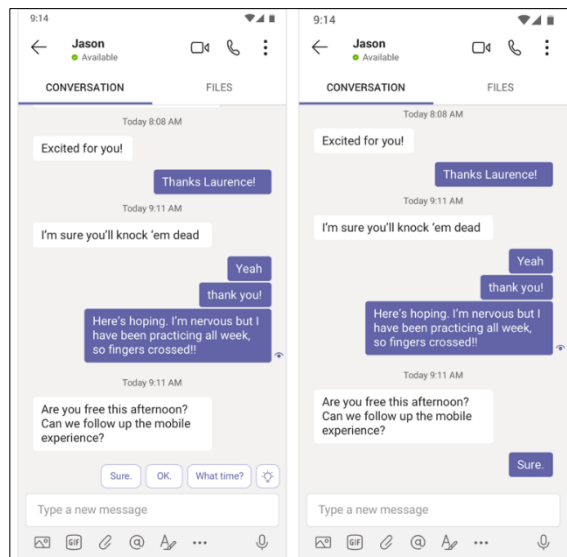 9:14
Jason
Available
CONVERSATION FILES
Today 8:08 AM
Excited for you!
Thanks Laurence!
Today 9:11 AM
I'm sure you'll knock 'em dead
Yeah
thank you!
Here's hoping. I'm nervous but I
have been practicing all week,
so fingers crossed!!
Today 9:11 AM
Are you free this afternoon?
Can we follow up the mobile
experience?
Sure. OK. What time?
Type a new message
GIF
9:14
Jason
Available
CONVERSATION FILES
Today 8:08 AM
Excited for you!
Thanks Laurence!
Today 9:11 AM
I'm sure you'll knock 'em dead
Yeah
thank you!
Here's hoping. I'm nervous but I
have been practicing all week,
so fingers crossed!!
Today 9:11 AM
Are you free this afternoon?
Can we follow up the mobile
experience?
Sure.
Type a new message
GIF